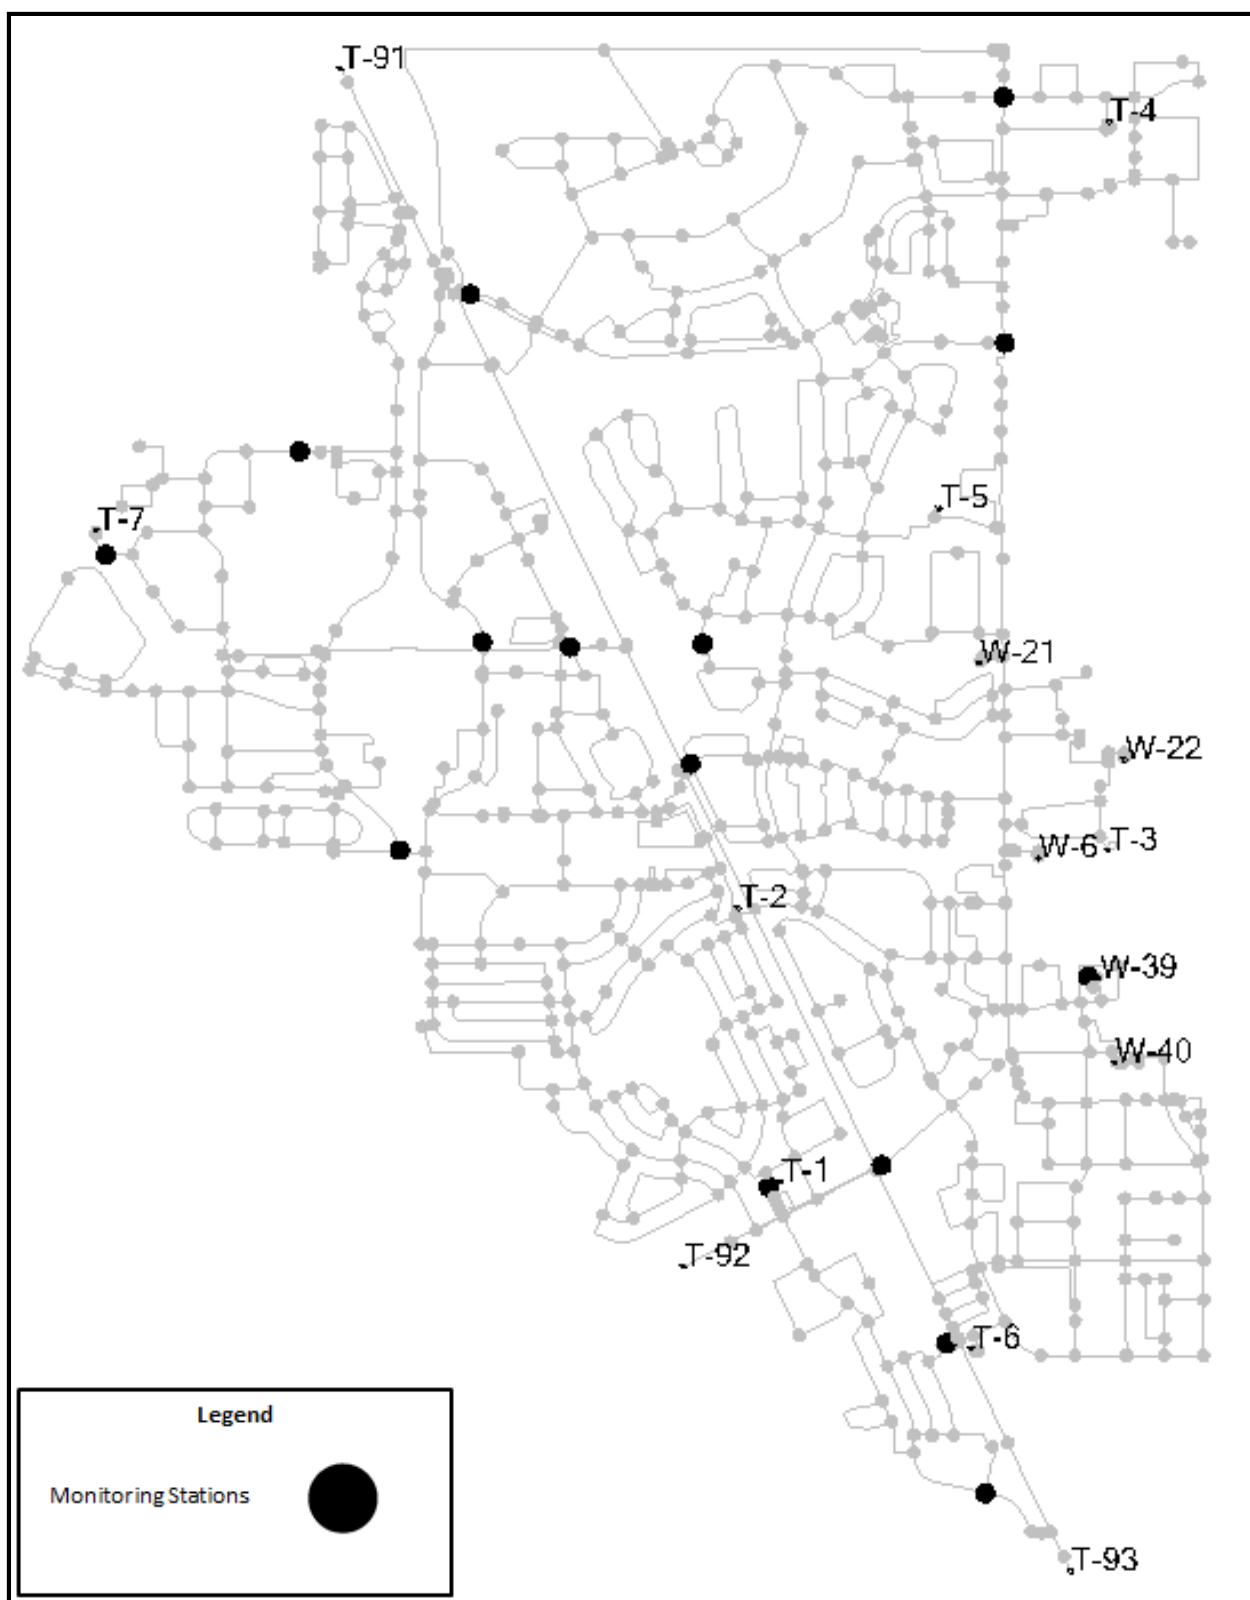 T-91
T-4
T-5
T-7
W-21
W-22
W-6
T-3
T-2
W-39
W-40
T-1
T-92
T-6
Legend
Monitoring Stations
T-93